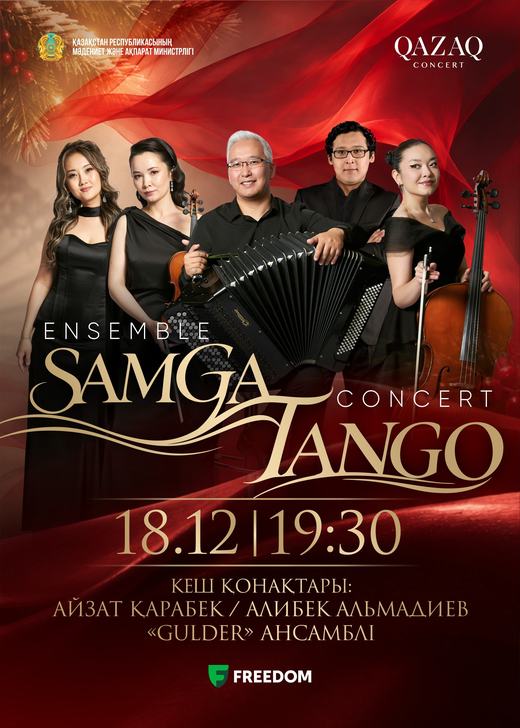 ҚАЗАҚСТАН РЕСПУБЛИКАСЫНЫҢ
МӘДЕНИЕТ ЖӘНЕ АҚПАРАТ МИНИСТРЛІГІ
QAZAQ
CONCERT
ENSEMBLE
SAMGA
CONCERT
TANGO
18.12 | 19:30
КЕШ ҚОНАҚТАРЫ:
АЙЗАТ ҚАРАБЕК / АЛИБЕК АЛЬМАДИЕВ
«GULDER» АНСАМБЛІ
FREEDOM